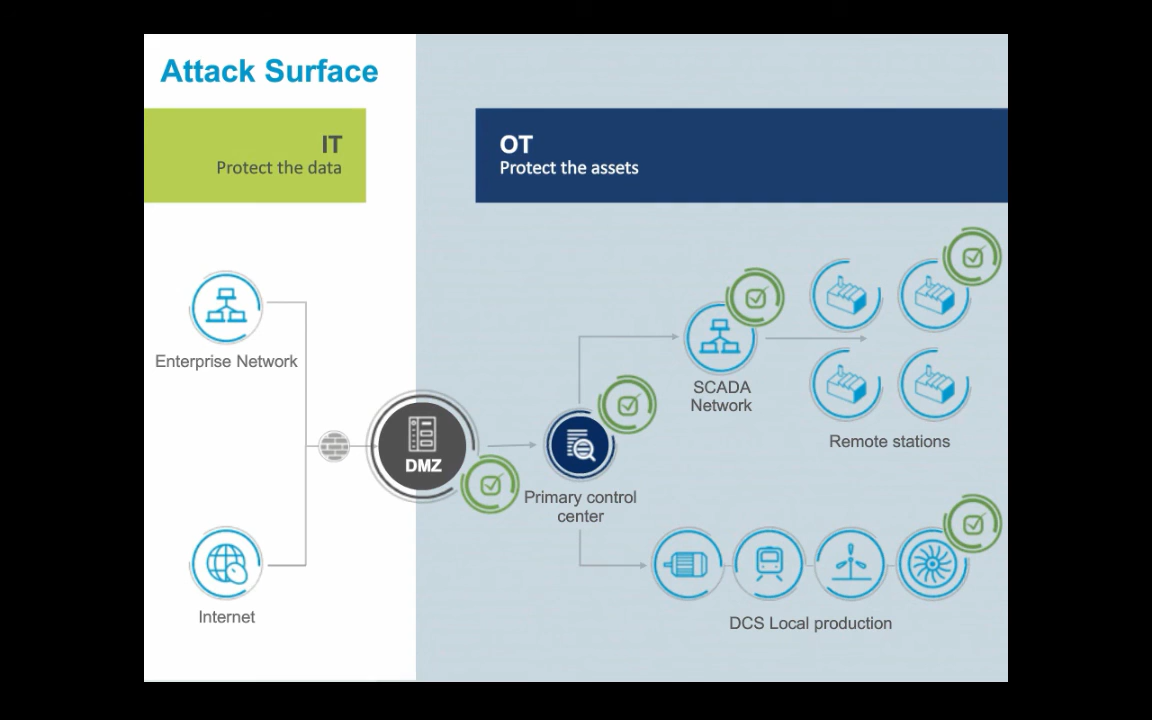 Attack Surface
IT
Protect the data
OT
Protect the assets
Enterprise Network
SCADA
Network
Remote stations
DMZ
Primary control
center
Internet
DCS Local production